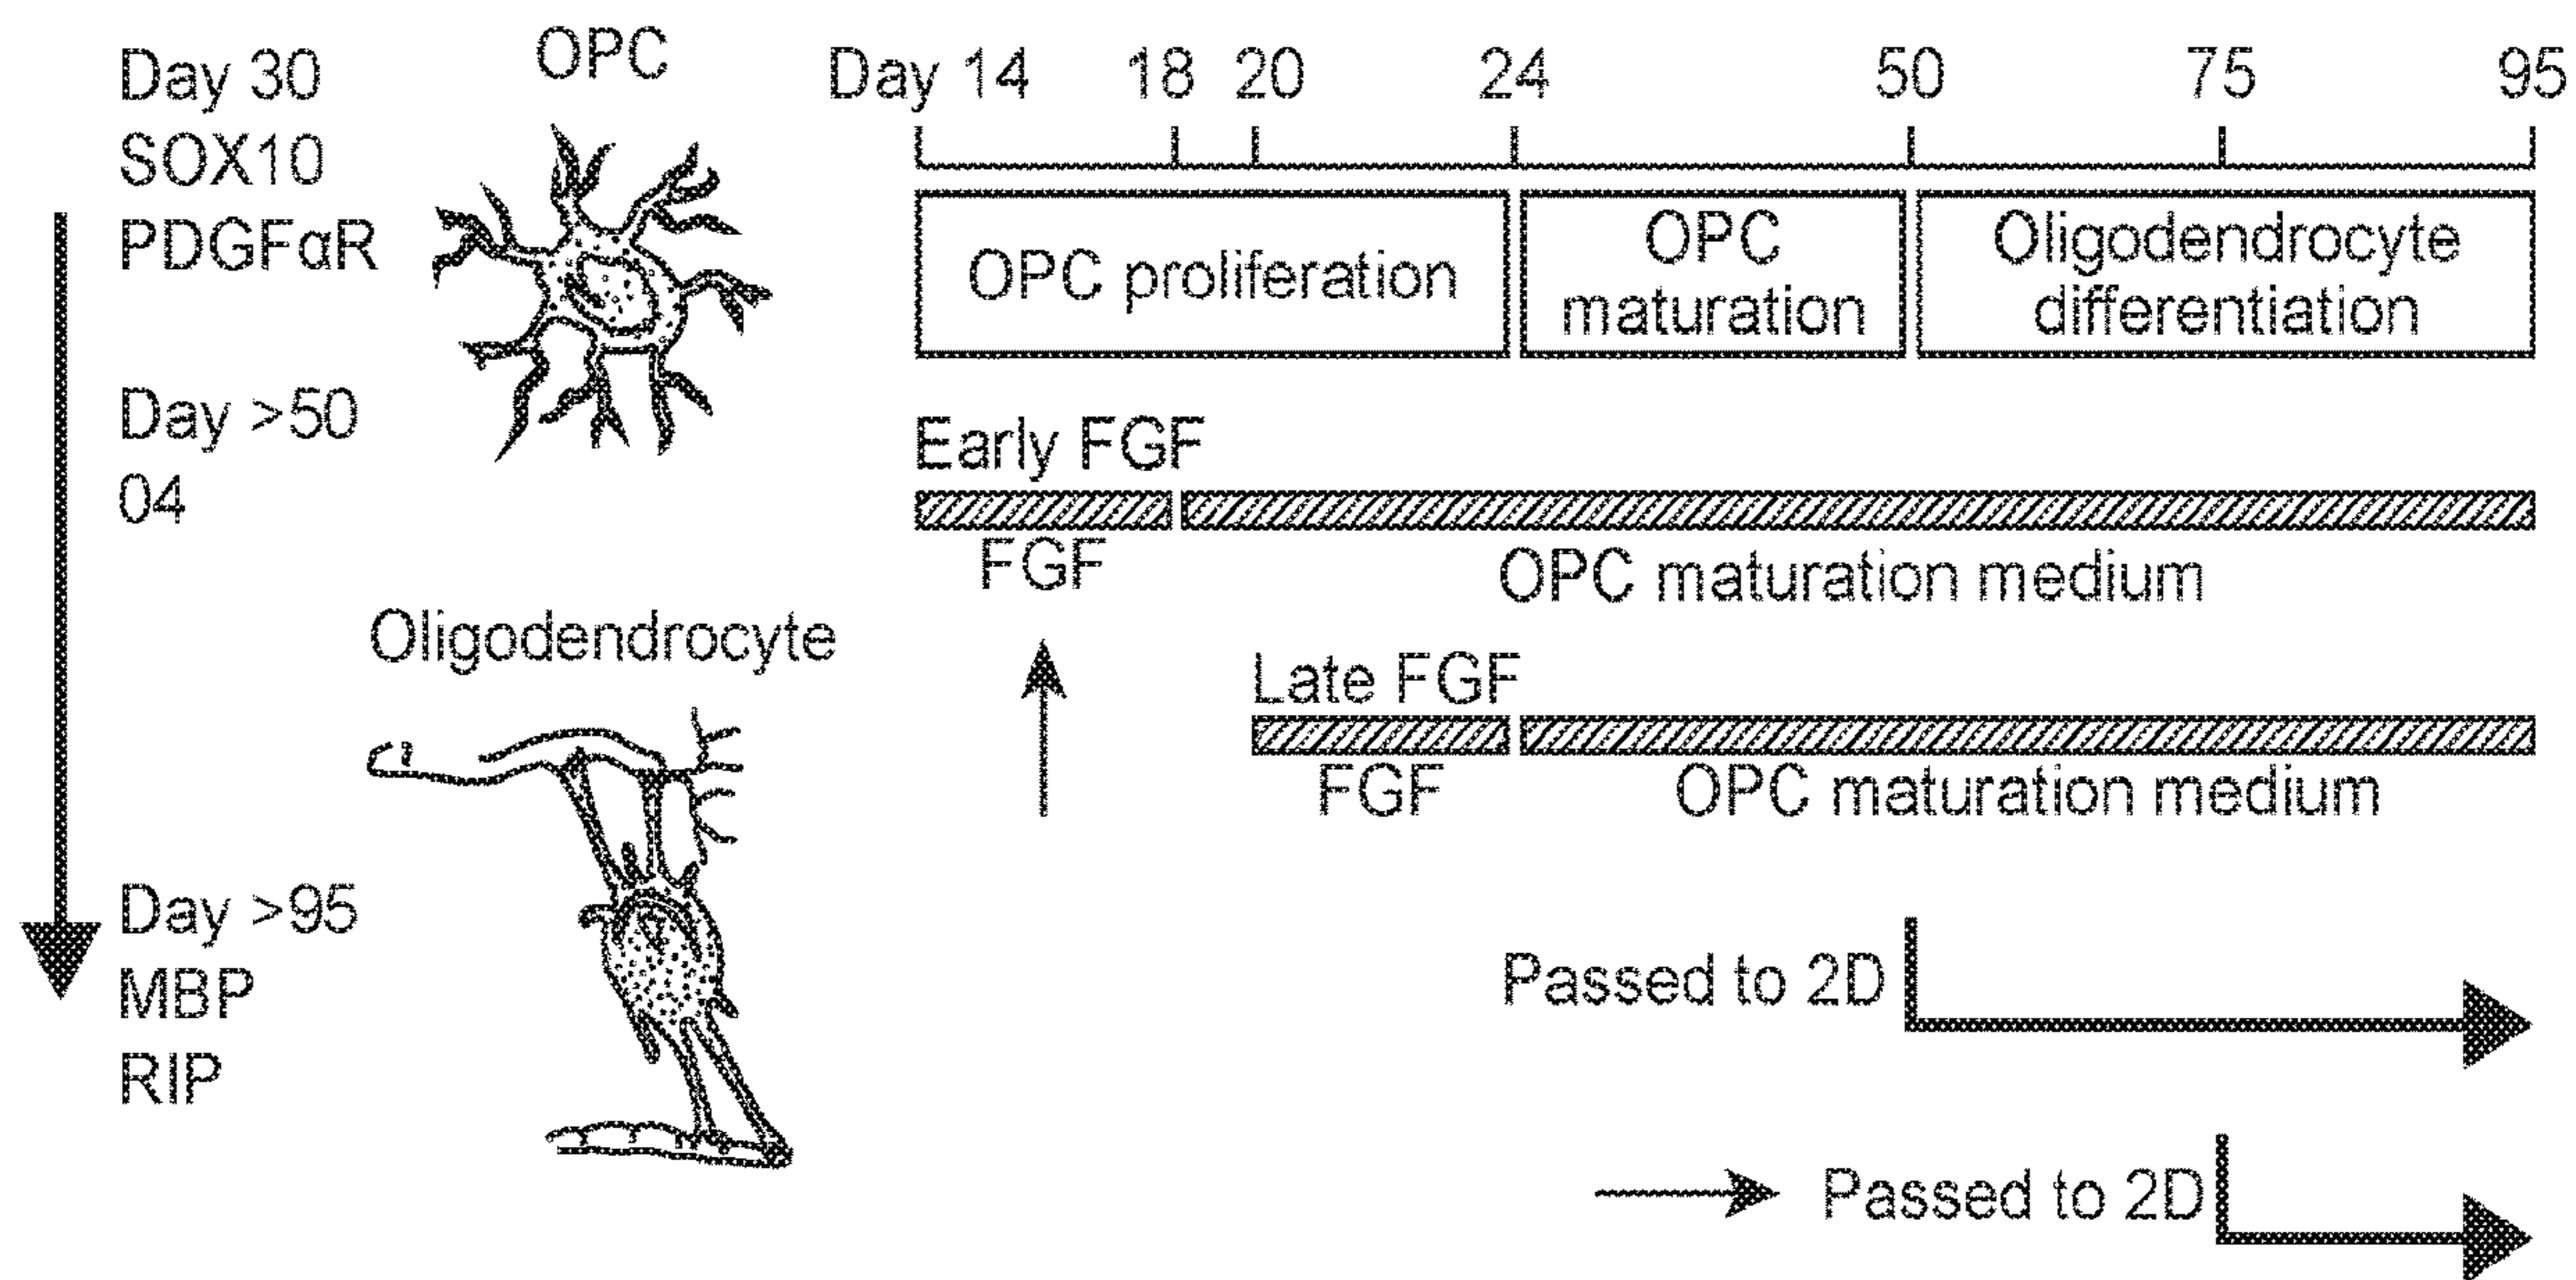 Day 30
SOX10
PDGFαR
Day >50
04
Day >95
MBP
RIP
OPC
Oligodendrocyte
Day 14 18 20 24 50 75 95
OPC proliferation
OPC
maturation
Oligodendrocyte
differentiation
Early FGF
FGF
OPC maturation medium
Late FGF
FGF
OPC maturation medium
Passed to 2D
Passed to 2D